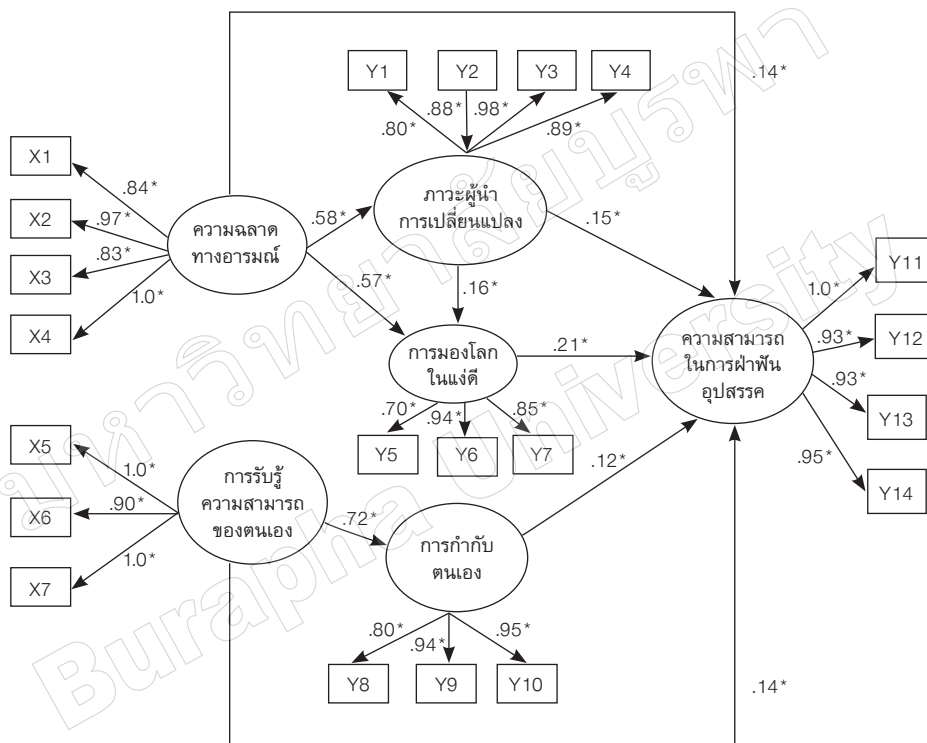 .14*
Y1
Y2
Y3
Y4
.80*
.88*
.98*
.89*
X1
X2
X3
X4
.84*
.97*
.83*
1.0*
ความฉลาด
ทางอารมณ์
.58*
.57*
ภาวะผู้นำ
การเปลี่ยนแปลง
.15*
.16*
การมองโลก
ในแง่ดี
.21*
.70*
.94*
.85*
Y5
Y6
Y7
ความสามารถ
ในการฝ่าฟัน
อุปสรรค
1.0*
.93*
.93*
.95*
Y11
Y12
Y13
Y14
X5
X6
X7
1.0*
.90*
1.0*
การรับรู้
ความสามารถ
ของตนเอง
.72*
.12*
การกำกับ
ตนเอง
.80*
.94*
.95*
Y8
Y9
Y10
.14*
มหาวิทยาลัยบูรพา
Burapha University